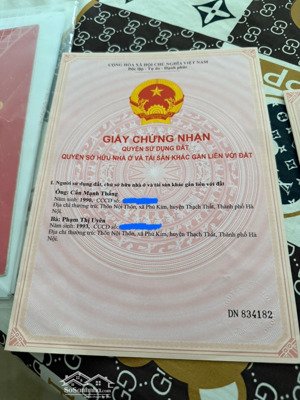 CỘNG HÒA XÃ HỘI CHỦ NGHĨA VIỆT NAM
Độc lập - Tự do - Hạnh phúc
GIẤY CHỨNG NHẬN
QUYỀN SỬ DỤNG ĐẤT
QUYỀN SỞ HỮU NHÀ Ở VÀ TÀI SẢN KHÁC GẮN LIỀN VỚI ĐẤT
I. Người sử dụng đất, chủ sở hữu nhà ở và tài sản khác gắn liền với đất
Ông: Cấn Mạnh Thắng
Năm sinh: 1990, CCCD số:
Địa chỉ thường trú: Thôn Nội Thôn, xã Phú Kim, huyện Thạch Thất, Thành phố Hà
Nội.
Bà: Phạm Thị Uyên
Năm sinh: 1993, CCCD số:
Địa chỉ thường trú: Thôn Nội Thôn, xã Phú Kim, huyện Thạch Thất, Thành phố Hà
Nội.
DN 834182